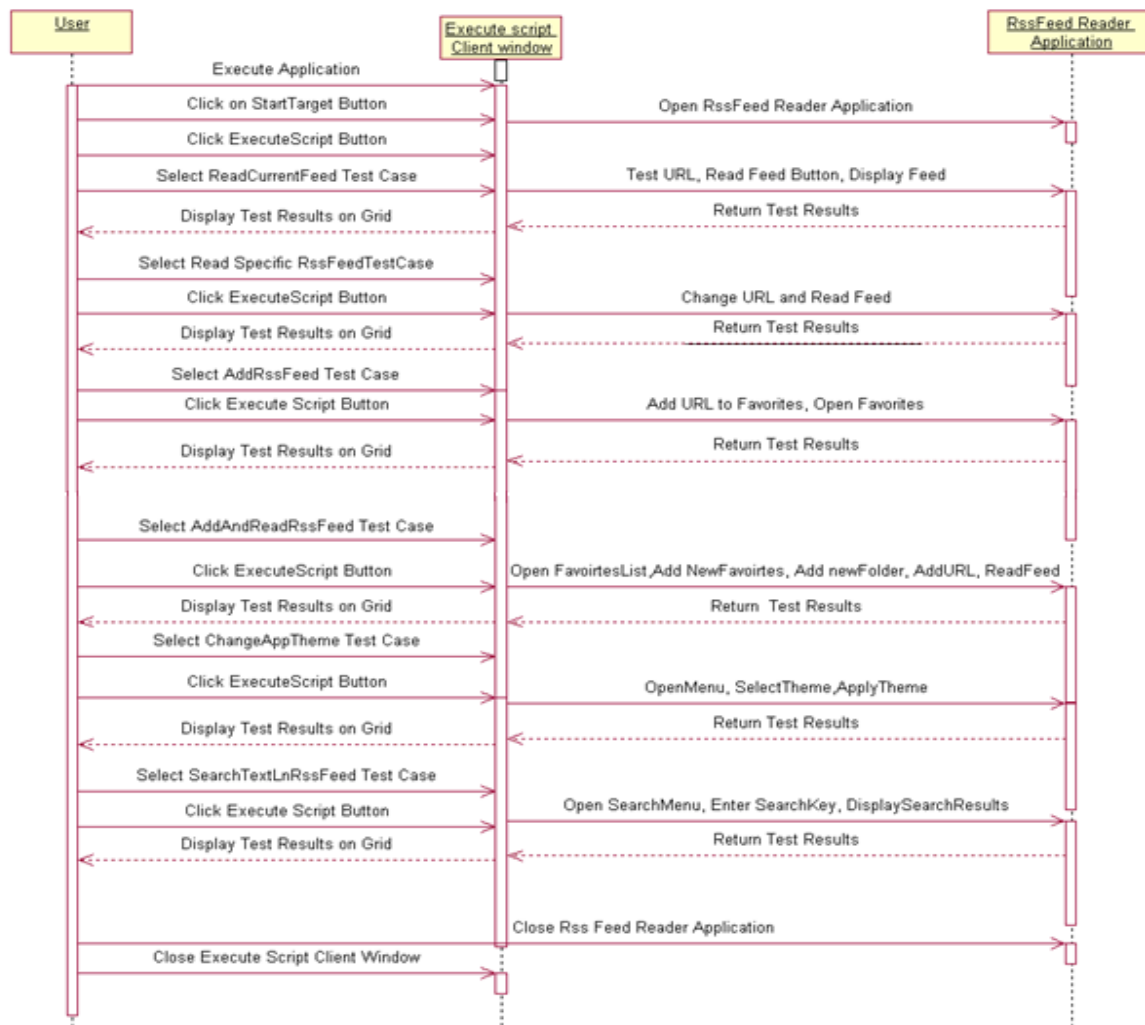 User
Execute script
Client window
RssFeed Reader
Application
Execute Application
Click on StartTarget Button
Open RssFeed Reader Application
Click ExecuteScript Button
Select ReadCurrentFeed Test Case
Test URL, Read Feed Button, Display Feed
Display Test Results on Grid
Return Test Results
Select Read Specific RssFeedTestCase
Click ExecuteScript Button
Change URL and Read Feed
Display Test Results on Grid
Return Test Results
Select AddRssFeed Test Case
Click Execute Script Button
Add URL to Favorites, Open Favorites
Display Test Results on Grid
Return Test Results
Select AddAndReadRssFeed Test Case
Click ExecuteScript Button
Open FavoirtesList,Add NewFavoirtes, Add newFolder, AddURL, ReadFeed
Display Test Results on Grid
Return Test Results
Select ChangeAppTheme Test Case
Click ExecuteScript Button
OpenMenu, SelectTheme,ApplyTheme
Display Test Results on Grid
Return Test Results
Select SearchTextLnRssFeed Test Case
Click Execute Script Button
Open SearchMenu, Enter SearchKey, DisplaySearchResults
Display Test Results on Grid
Return Test Results
Close Rss Feed Reader Application
Close Execute Script Client Window